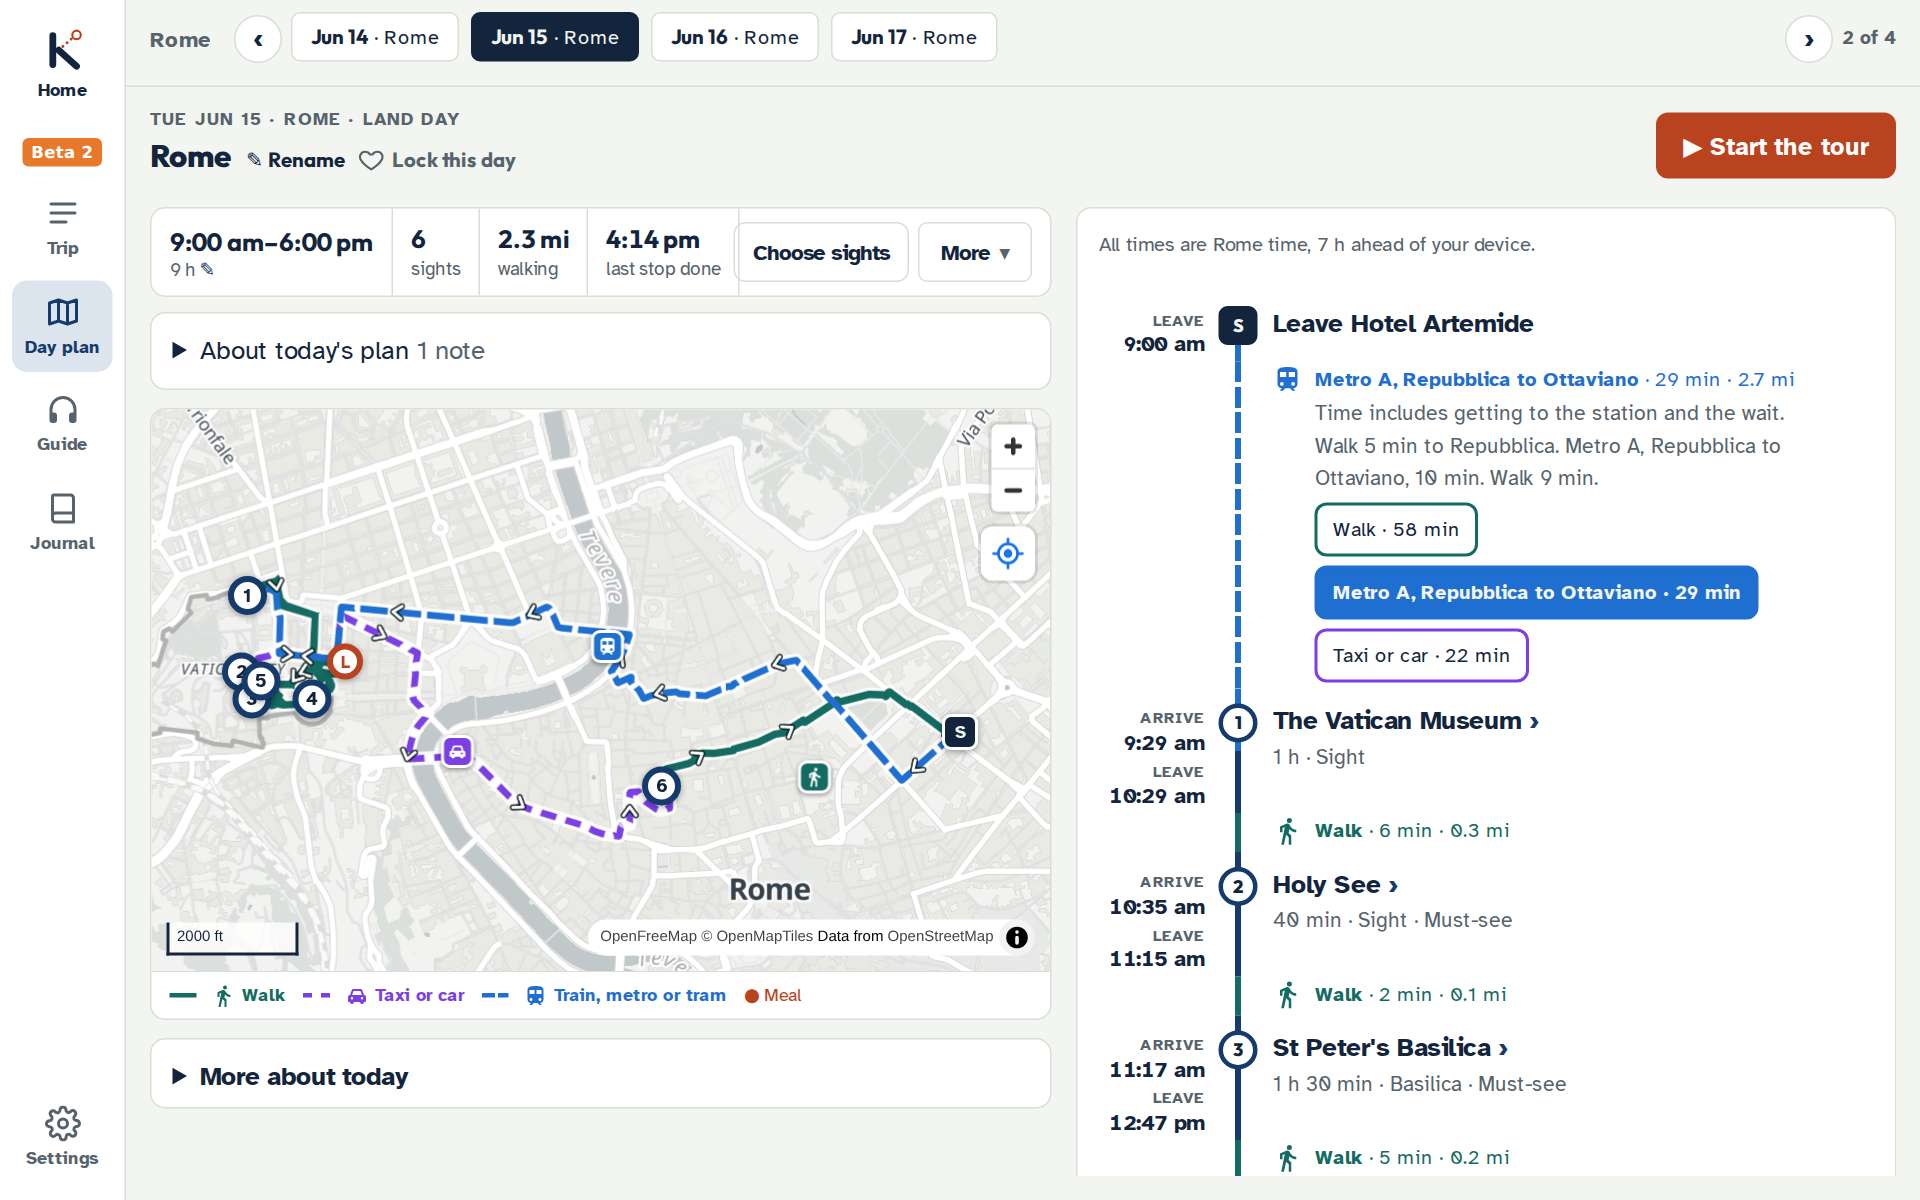 Home
Beta 2
Trip
Day plan
Guide
Journal
Settings
Rome
‹
Jun 14 · Rome
Jun 15 · Rome
Jun 16 · Rome
Jun 17 · Rome
›
2 of 4
TUE JUN 15 · ROME · LAND DAY
Rome ✎ Rename Lock this day
▶ Start the tour
9:00 am–6:00 pm
9 h ✎
6
sights
2.3 mi
walking
4:14 pm
last stop done
Choose sights
More ▾
▶ About today's plan 1 note
Via
Tevere
1
2
5
3
4
L
S
6
Rome
2000 ft
OpenFreeMap © OpenMapTiles Data from OpenStreetMap
Walk
Taxi or car
Train, metro or tram
Meal
▶ More about today
All times are Rome time, 7 h ahead of your device.
LEAVE
9:00 am
S
Leave Hotel Artemide
Metro A, Repubblica to Ottaviano · 29 min · 2.7 mi
Time includes getting to the station and the wait.
Walk 5 min to Repubblica. Metro A, Repubblica to
Ottaviano, 10 min. Walk 9 min.
Walk · 58 min
Metro A, Repubblica to Ottaviano · 29 min
Taxi or car · 22 min
ARRIVE
9:29 am
LEAVE
10:29 am
1
The Vatican Museum ›
1 h · Sight
Walk · 6 min · 0.3 mi
ARRIVE
10:35 am
LEAVE
11:15 am
2
Holy See ›
40 min · Sight · Must-see
Walk · 2 min · 0.1 mi
ARRIVE
11:17 am
LEAVE
12:47 pm
3
St Peter's Basilica ›
1 h 30 min · Basilica · Must-see
Walk · 5 min · 0.2 mi